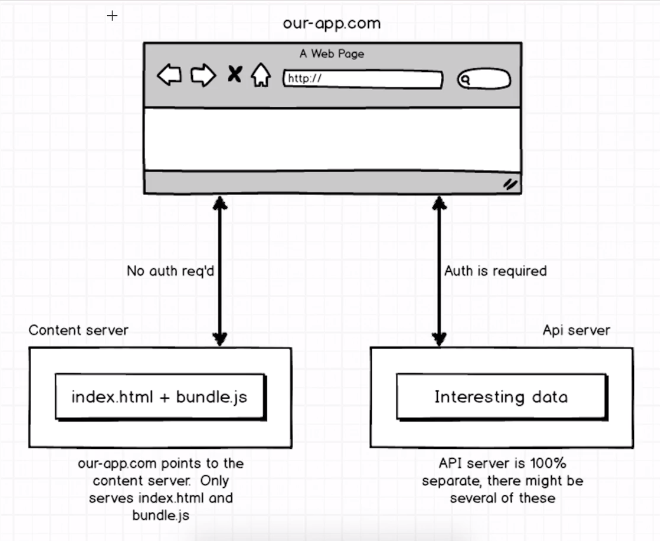 our-app.com
A Web Page
http://
No auth req'd
Auth is required
Content server
Api server
index.html + bundle.js
Interesting data
our-app.com points to the
content server. Only
serves index.html and
bundle.js
API server is 100%
separate, there might be
several of these